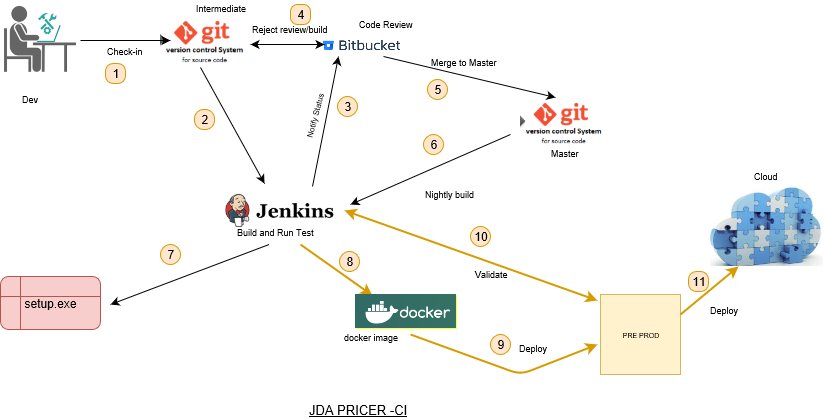 Intermediate
git
version control System
for source code
4
Reject review/build
Code Review
Bitbucket
Check-in
1
Dev
Merge to Master
5
2
Notify Status
3
git
version control System
for source code
Master
6
Nightly build
Cloud
Jenkins
Build and Run Test
7
8
10
Validate
11
Deploy
setup.exe
docker
docker image
9
Deploy
PRE PROD
JDA PRICER -CI